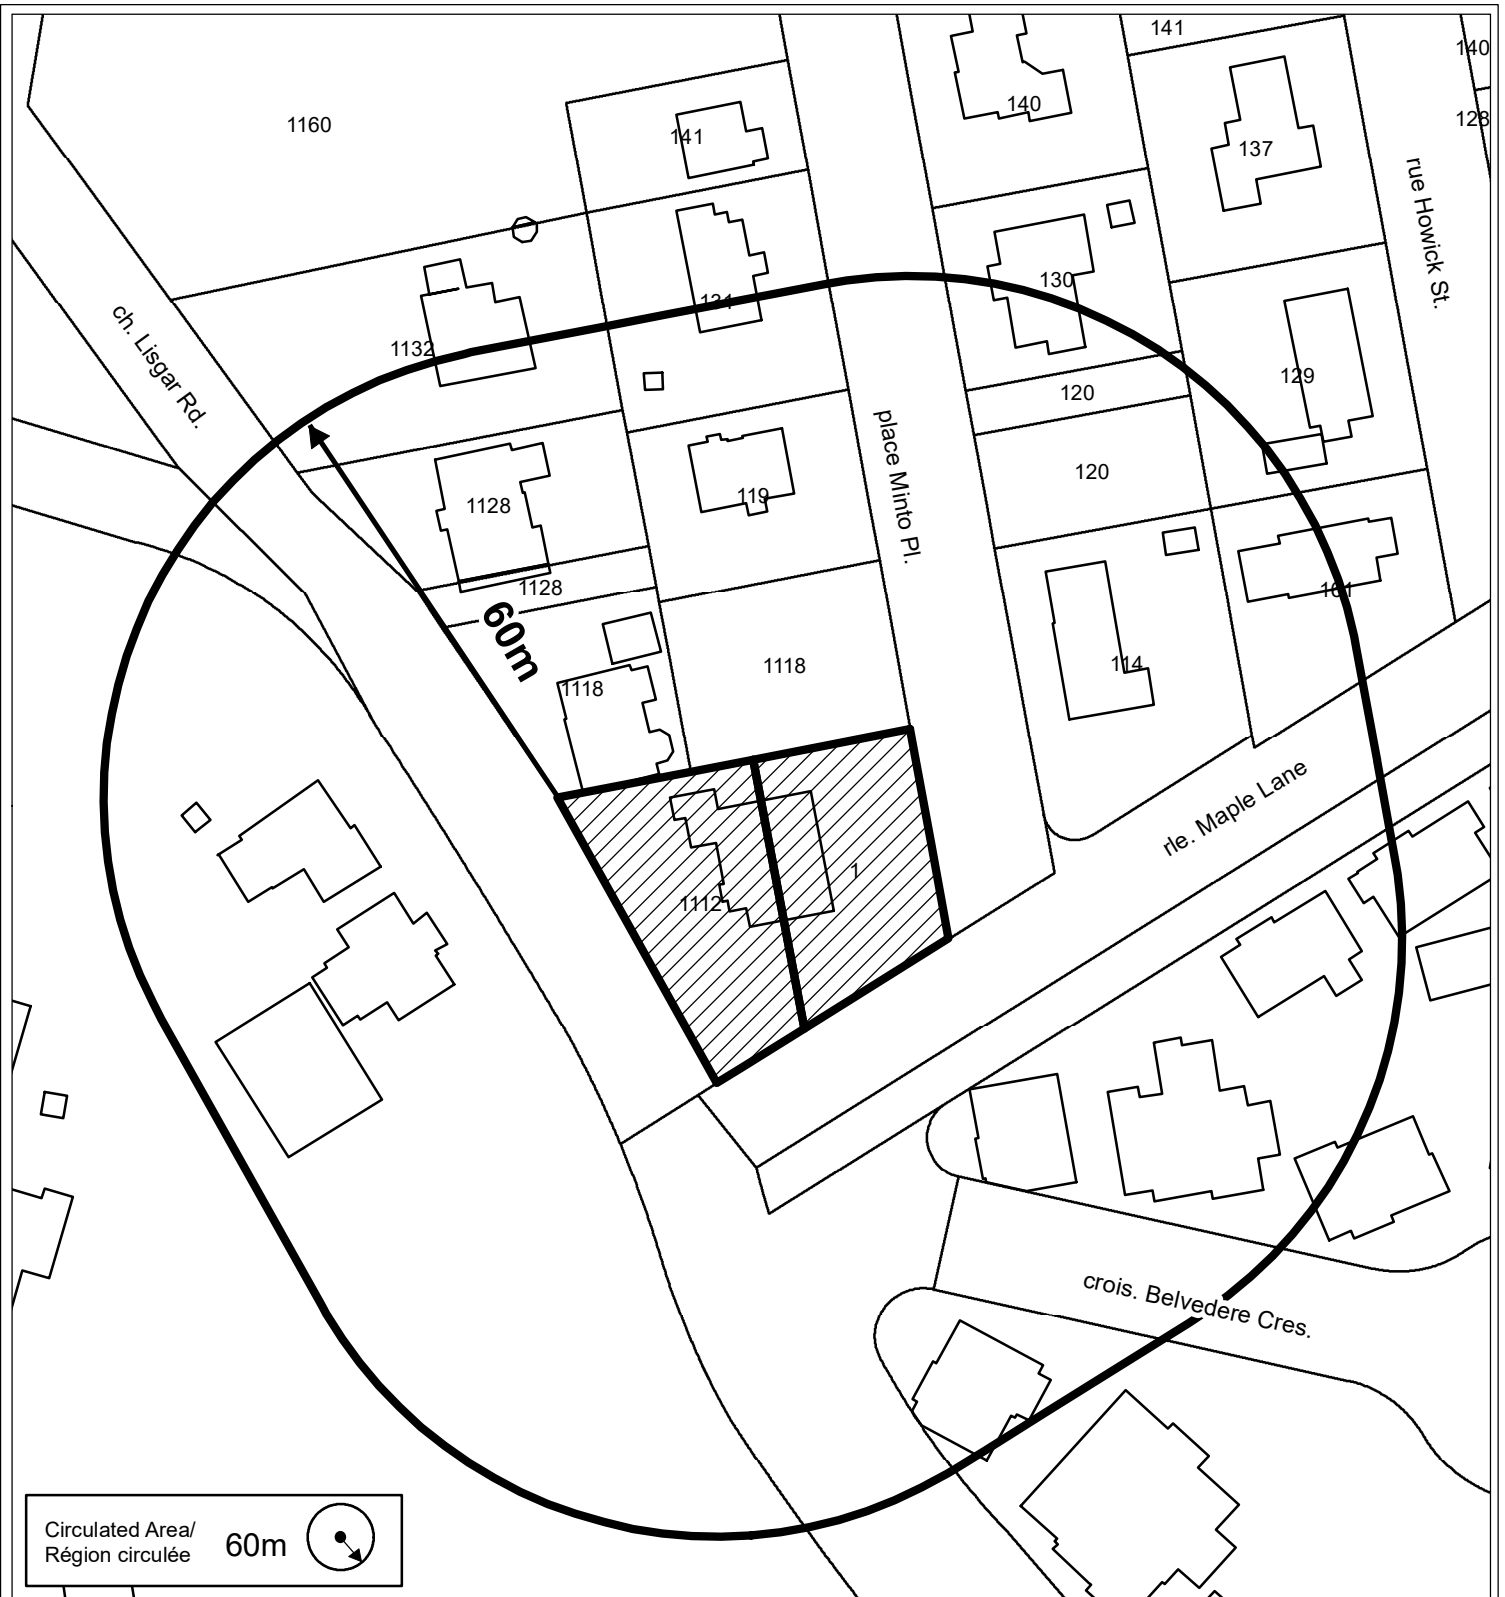 141
140
1160
140
128
141
137
rue Howick St.
130
131
ch. Lisgar Rd.
1132
129
120
place Minto Pl.
120
1128
119
1128
161
60m
1118
1118
114
rle. Maple Lane
1
1112
crois. Belvedere Cres.
Circulated Area/
Région circulée
60m